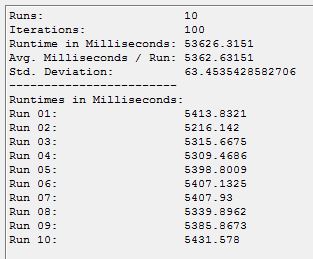 Runs: 10
Iterations: 100
Runtime in Milliseconds: 53626.3151
Avg. Milliseconds / Run: 5362.63151
Std. Deviation: 63.4535428582706
------------------------
Runtimes in Milliseconds:
Run 01: 5413.8321
Run 02: 5216.142
Run 03: 5315.6675
Run 04: 5309.4686
Run 05: 5398.8009
Run 06: 5407.1325
Run 07: 5407.93
Run 08: 5339.8962
Run 09: 5385.8673
Run 10: 5431.578